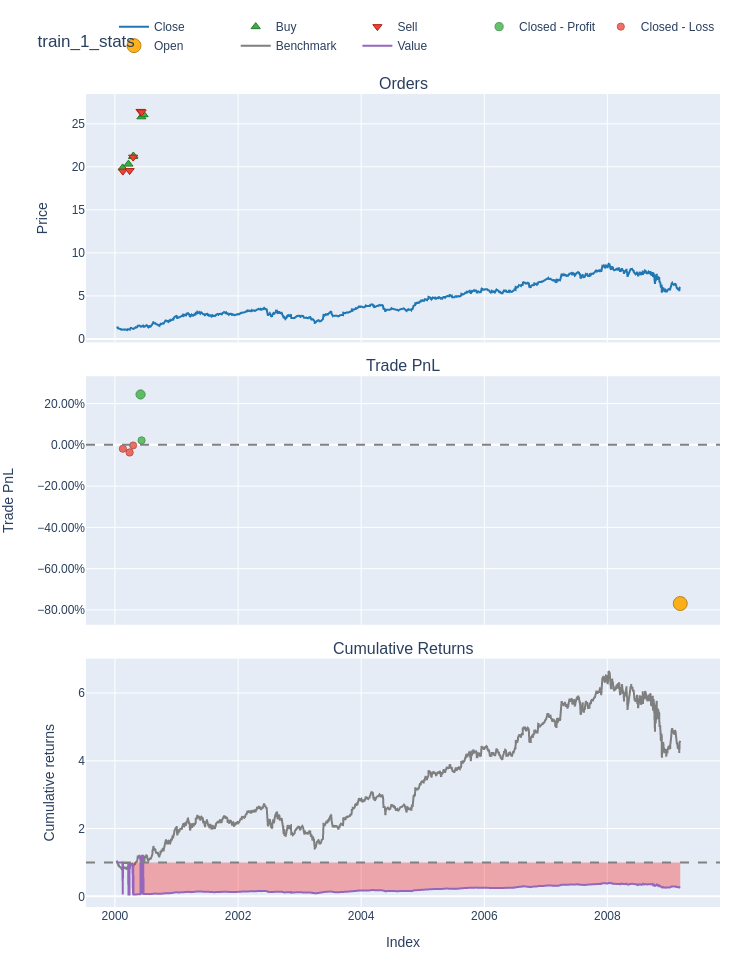 train_1_stats
Close
Buy
Sell
Closed - Profit
Closed - Loss
Open
Benchmark
Value
Orders
25
20
15
10
5
0
Price
Trade PnL
20.00%
0.00%
−20.00%
−40.00%
−60.00%
−80.00%
Trade PnL
Cumulative Returns
6
4
2
0
Cumulative returns
2000
2002
2004
2006
2008
Index